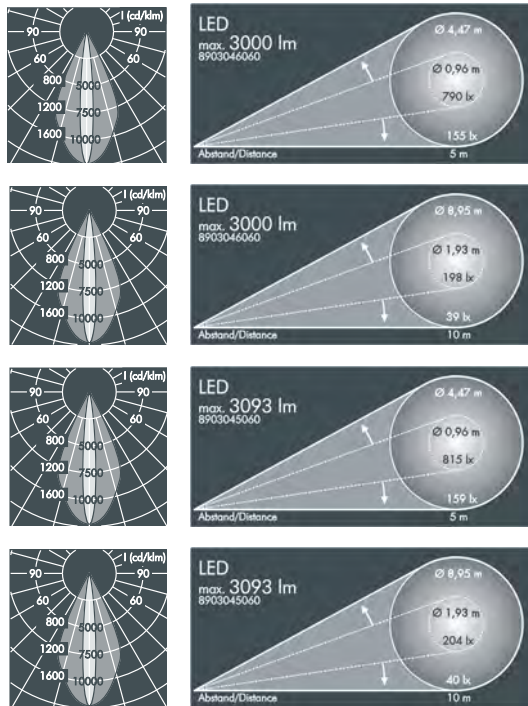 I (cd/klm)
90 90
60 60
800 5000
1200 7500
1600 10000
LED
max. 3000 lm
8903046060
Ø 4,47 m
Ø 0,96 m
790 lx
155 lx
Abstand/Distance 5 m
I (cd/klm)
90 90
60 60
800 5000
1200 7500
1600 10000
LED
max. 3000 lm
8903046060
Ø 8,95 m
Ø 1,93 m
198 lx
39 lx
Abstand/Distance 10 m
I (cd/klm)
90 90
60 60
800 5000
1200 7500
1600 10000
LED
max. 3093 lm
8903045060
Ø 4,47 m
Ø 0,96 m
815 lx
159 lx
Abstand/Distance 5 m
I (cd/klm)
90 90
60 60
800 5000
1200 7500
1600 10000
LED
max. 3093 lm
8903045060
Ø 8,95 m
Ø 1,93 m
204 lx
40 lx
Abstand/Distance 10 m